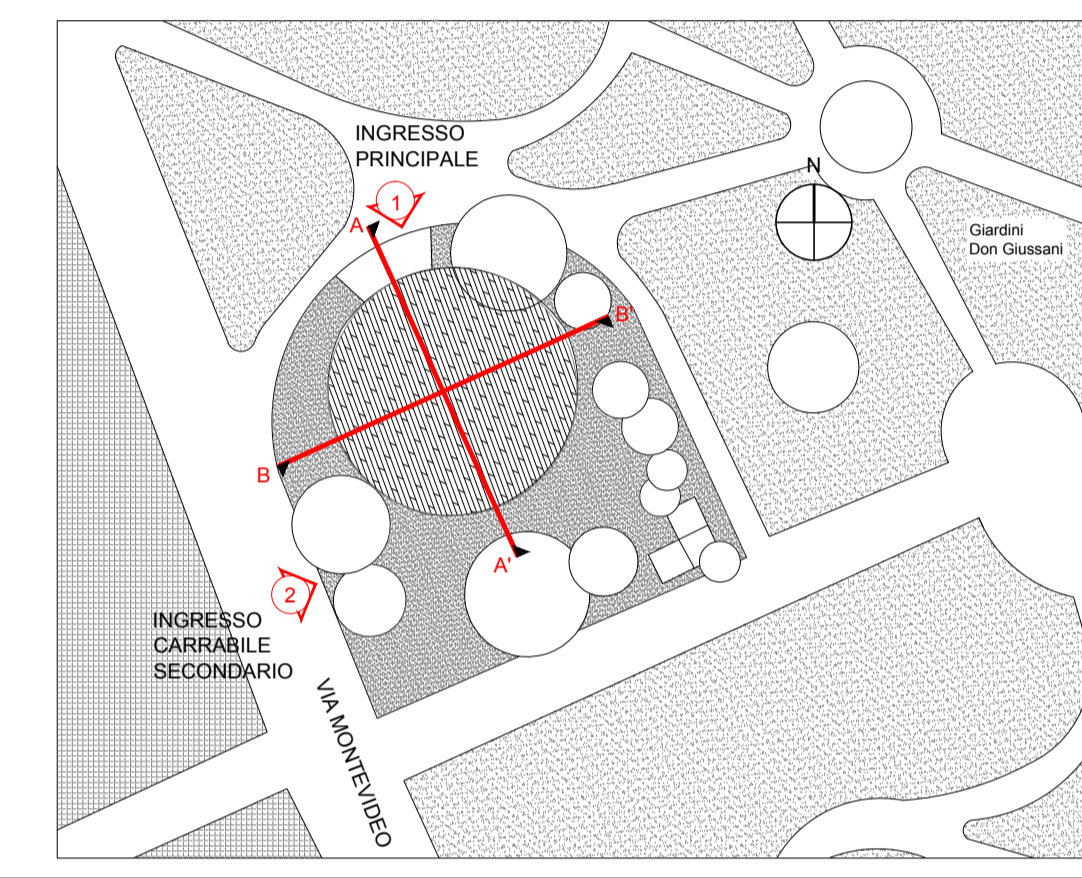 INGRESSO
PRINCIPALE
N
1
A
Giardini
Don Giussani
B'
B
A'
2
INGRESSO
CARRABILE
SECONDARIO
VIA MONTEVIDEO